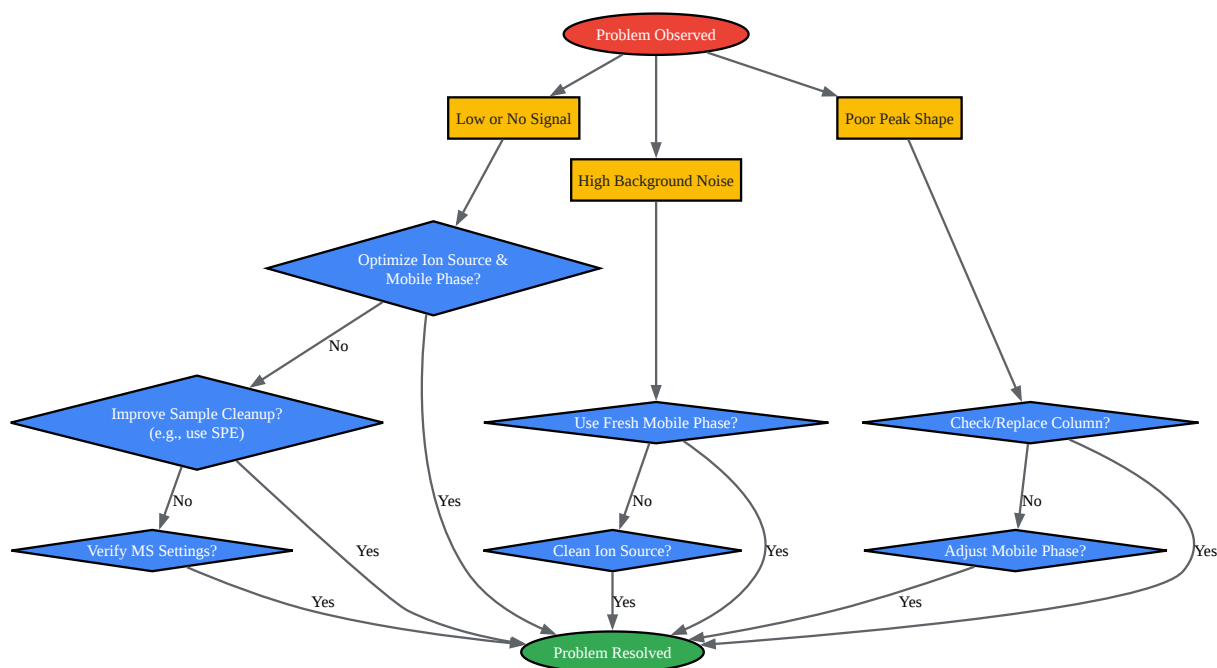 Problem Observed
Low or No Signal
Poor Peak Shape
High Background Noise
Optimize Ion Source &
Mobile Phase?
No
Improve Sample Cleanup?
(e.g., use SPE)
Use Fresh Mobile Phase?
Check/Replace Column?
No
Yes
No
No
Verify MS Settings?
Yes
Clean Ion Source?
Yes
Adjust Mobile Phase?
Yes
Yes
Yes
Yes
Problem Resolved